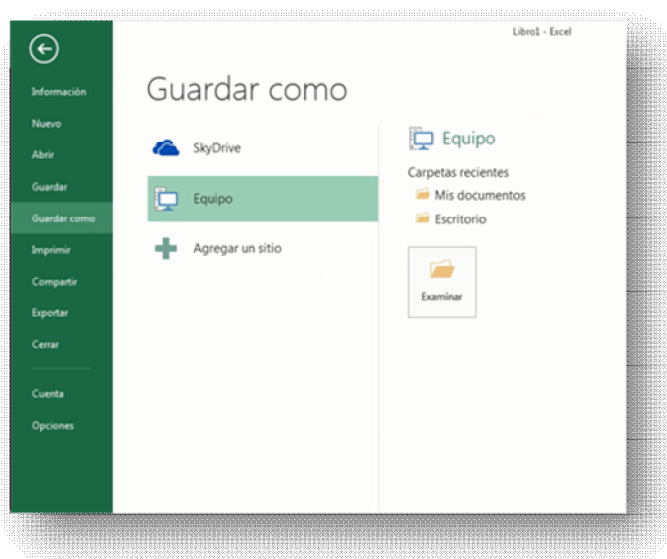 Libro1 - Excel
Información
Nuevo
Abrir
Guardar
Guardar como
Imprimir
Compartir
Exportar
Cerrar
Cuenta
Opciones
Guardar como
SkyDrive
Equipo
Agregar un sitio
Equipo
Carpetas recientes
Mis documentos
Escritorio
Examinar